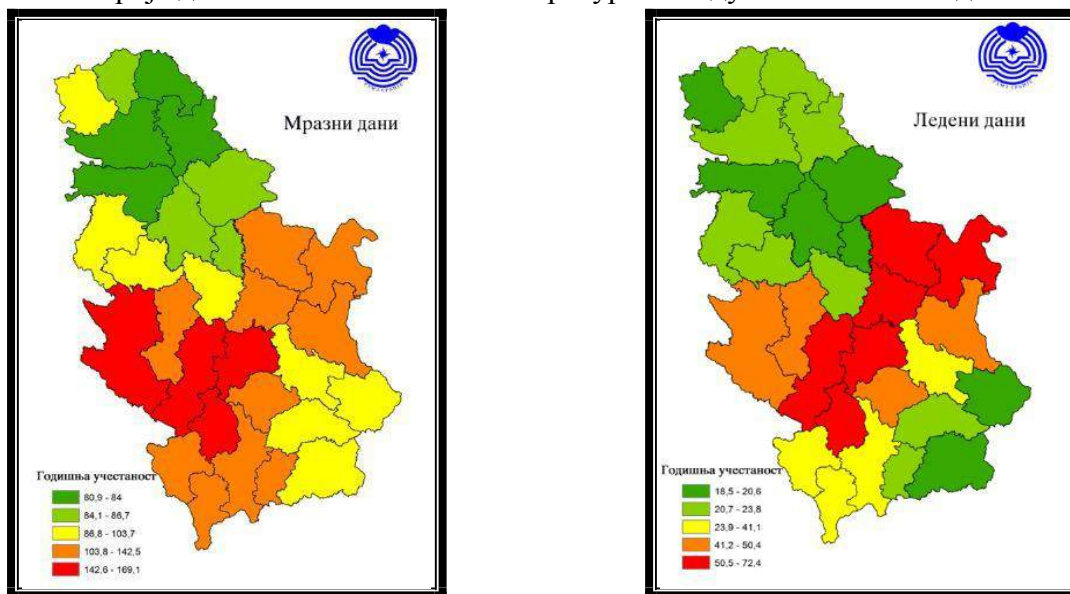 Мразни дани
Годишња учестаност
80,9 - 84
84,1 - 86,7
86,8 - 103,7
103,8 - 142,5
142,6 - 169,1
Ледени дани
Годишња учестаност
18,5 - 20,6
20,7 - 23,8
23,9 - 41,1
41,2 - 50,4
50,5 - 72,4